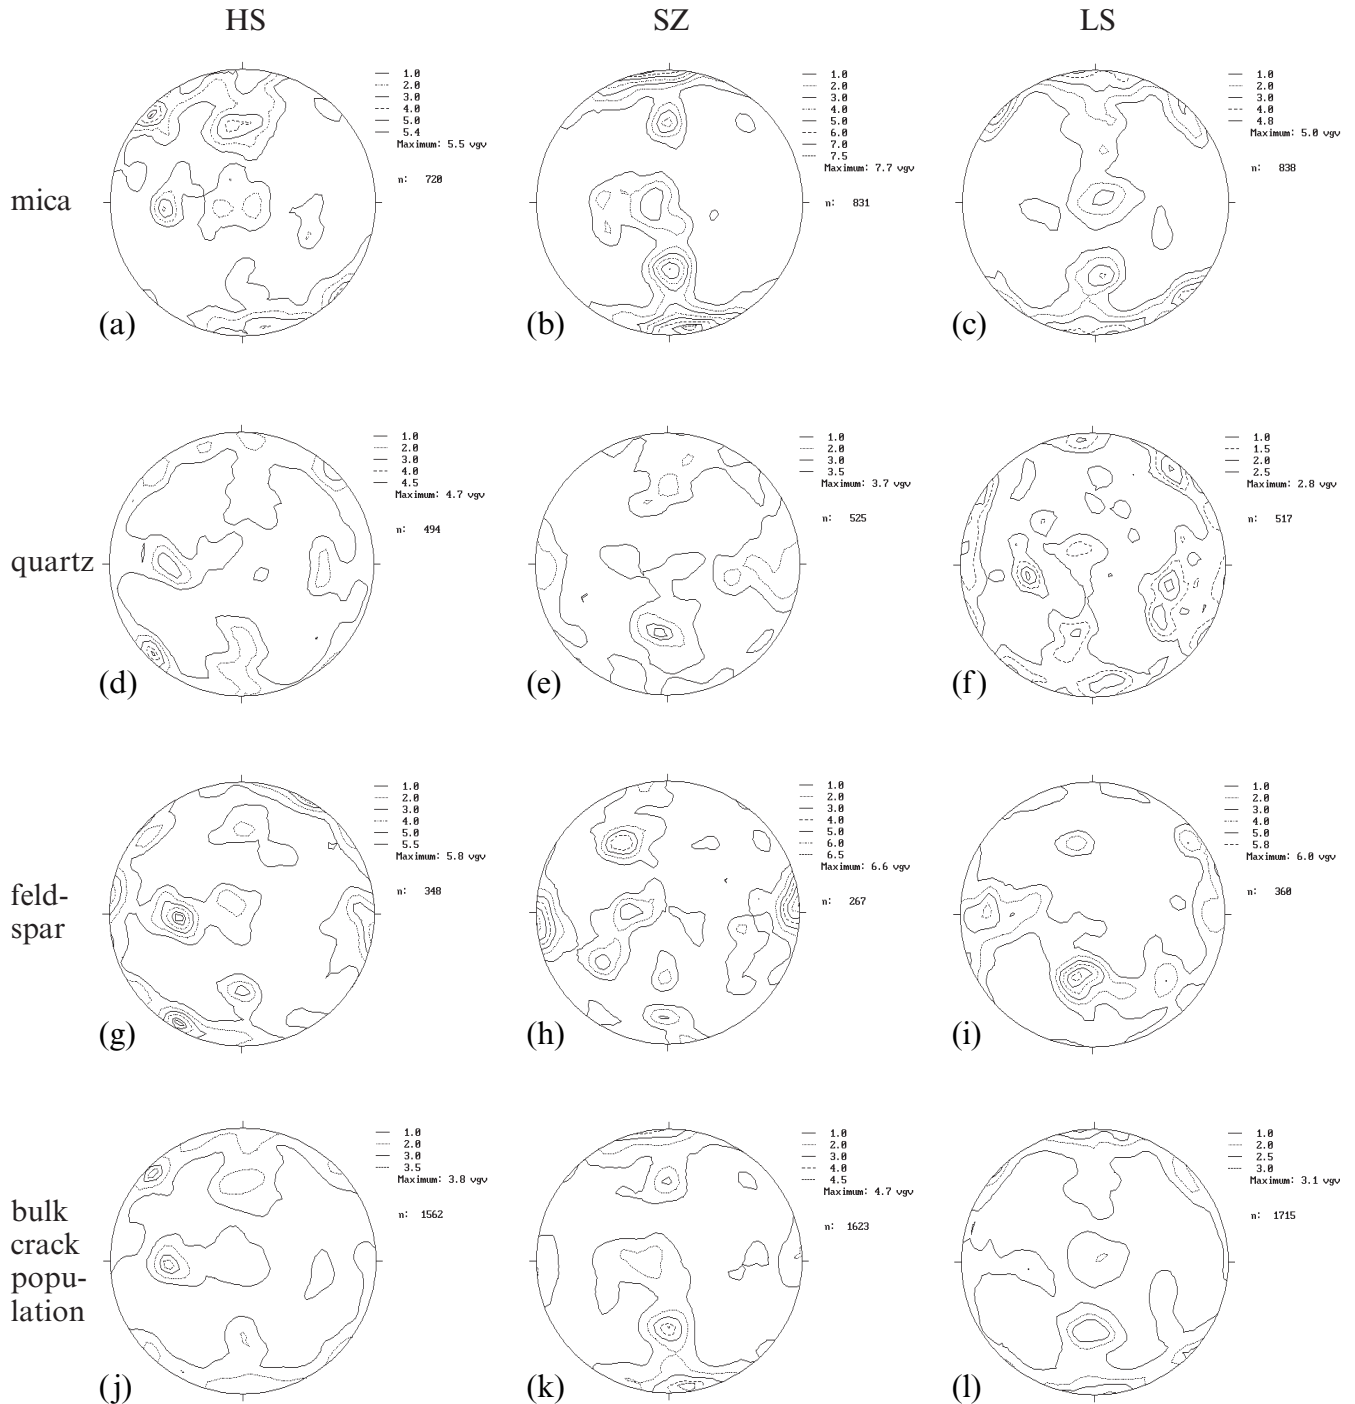 HS SZ LS
mica
1.0
2.0
3.0
4.0
5.0
5.4
Maximum: 5.5 vgv
n: 720
(a)
1.0
2.0
3.0
4.0
5.0
6.0
7.0
7.5
Maximum: 7.7 vgv
n: 831
(b)
1.0
2.0
3.0
4.0
4.8
Maximum: 5.0 vgv
n: 838
(c)
quartz
1.0
2.0
3.0
4.0
4.5
Maximum: 4.7 vgv
n: 494
(d)
1.0
2.0
3.0
3.5
Maximum: 3.7 vgv
n: 525
(e)
1.0
1.5
2.0
2.5
Maximum: 2.8 vgv
n: 517
(f)
feld-
spar
1.0
2.0
3.0
4.0
5.0
5.5
Maximum: 5.8 vgv
n: 348
(g)
1.0
2.0
3.0
4.0
5.0
6.0
6.5
Maximum: 6.6 vgv
n: 267
(h)
1.0
2.0
3.0
4.0
5.0
5.8
Maximum: 6.0 vgv
n: 360
(i)
bulk
crack
popu-
lation
1.0
2.0
3.0
3.5
Maximum: 3.8 vgv
n: 1562
(j)
1.0
2.0
3.0
4.0
4.5
Maximum: 4.7 vgv
n: 1623
(k)
1.0
2.0
2.5
3.0
Maximum: 3.1 vgv
n: 1715
(l)